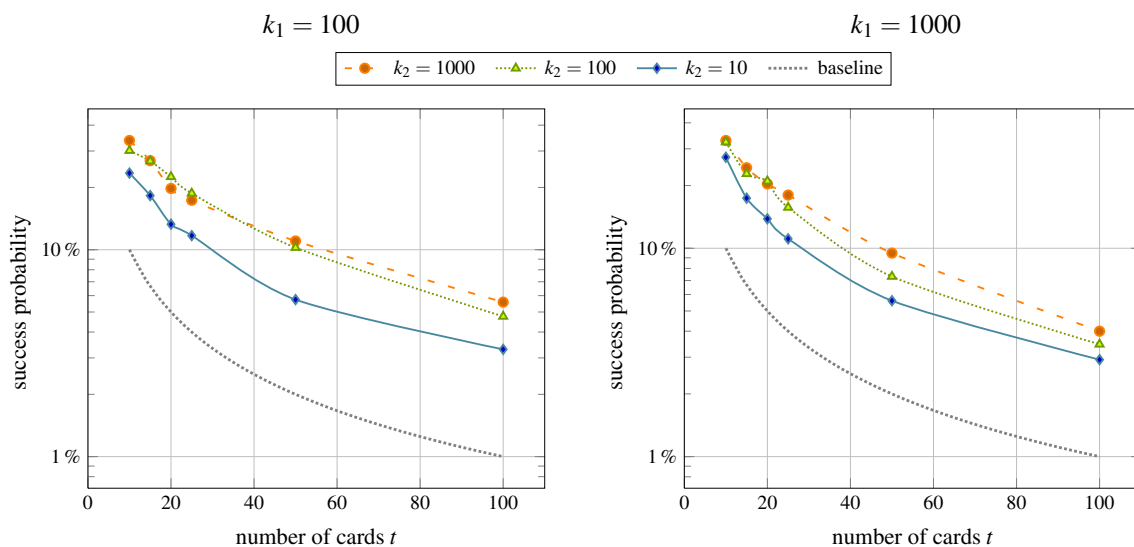 k₁ = 100
k₁ = 1000
k₂ = 1000 k₂ = 100 k₂ = 10 baseline
success probability
10 %
1 %
0 20 40 60 80 100
number of cards t
success probability
10 %
1 %
0 20 40 60 80 100
number of cards t